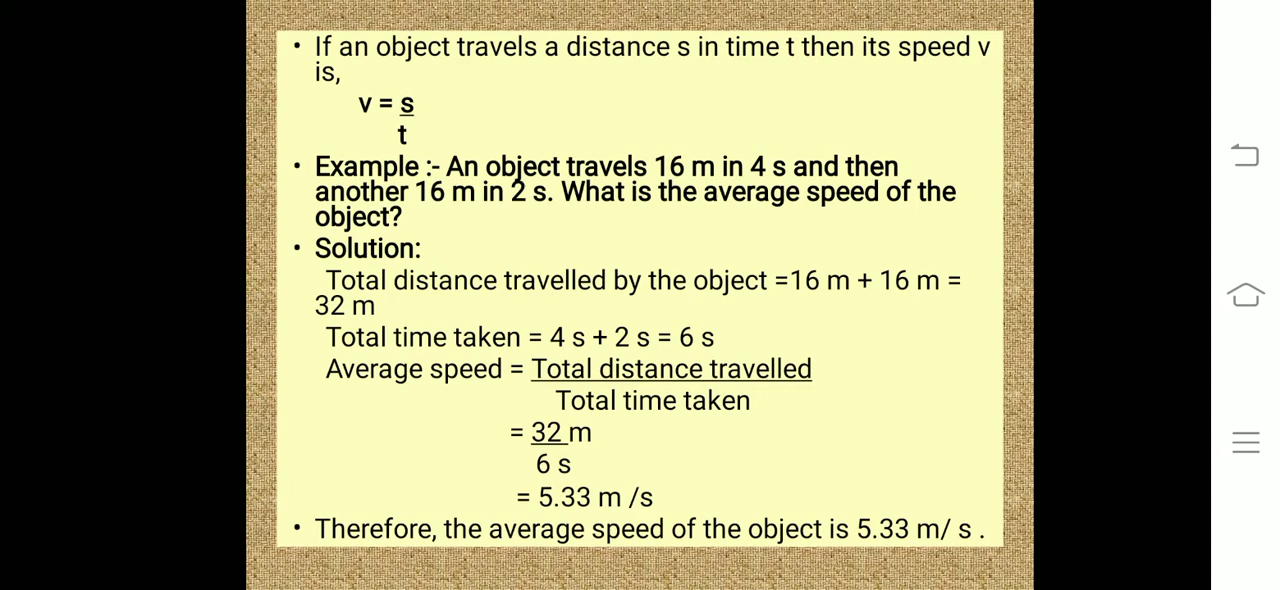 • If an object travels a distance s in time t then its speed v
is,
v = s
t
• Example :- An object travels 16 m in 4 s and then
another 16 m in 2 s. What is the average speed of the
object?
• Solution:
Total distance travelled by the object =16 m + 16 m =
32 m
Total time taken = 4 s + 2 s = 6 s
Average speed = Total distance travelled
Total time taken
= 32 m
6 s
= 5.33 m /s
• Therefore, the average speed of the object is 5.33 m/ s .